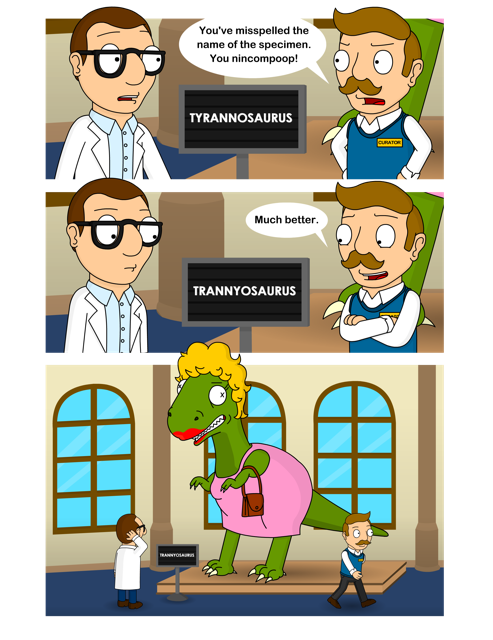 You've misspelled the
name of the specimen.
You nincompoop!
TYRANNOSAURUS
CURATOR
Much better.
TRANNYOSAURUS
TRANNYOSAURUS